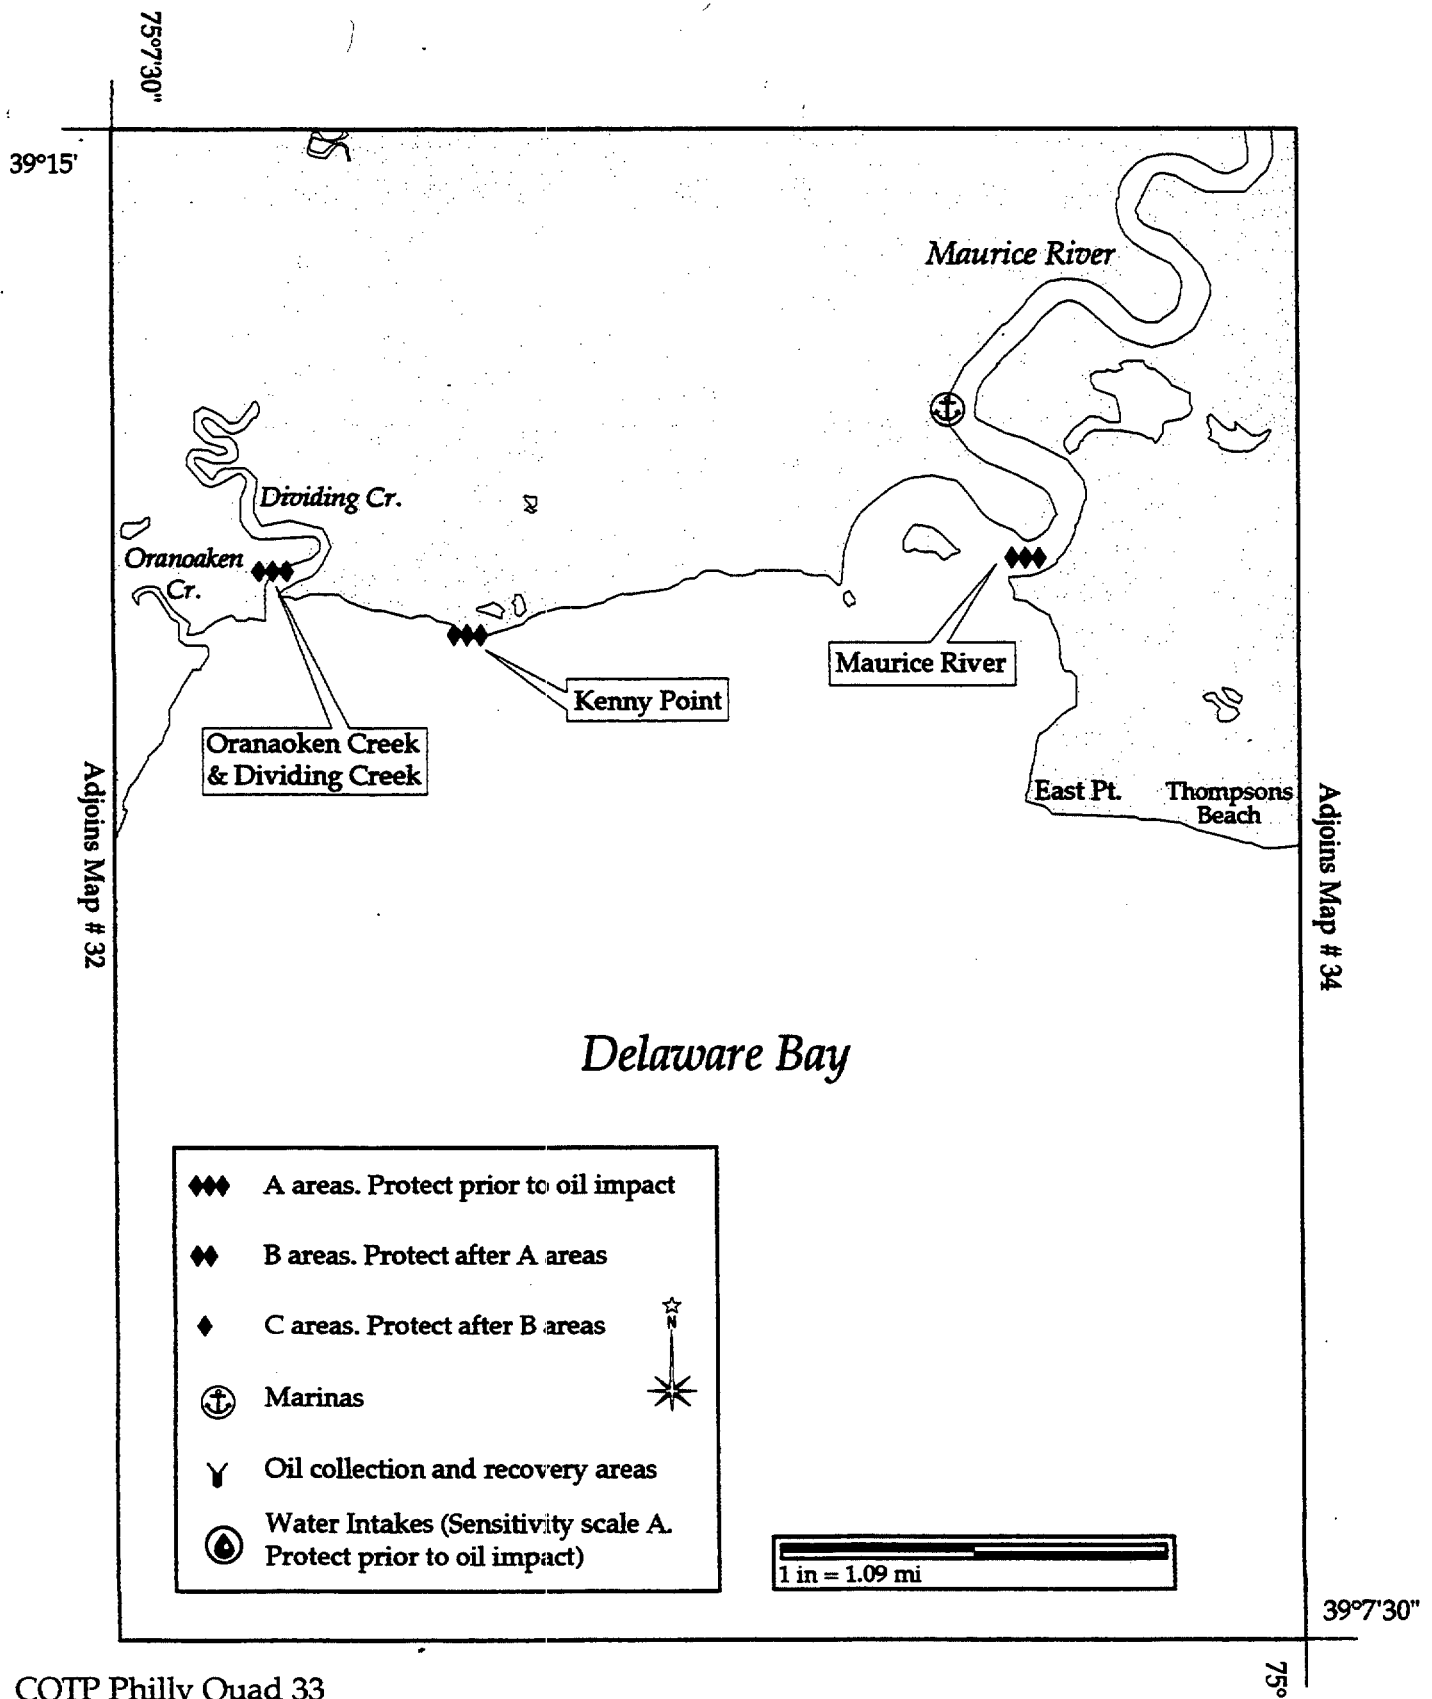 75°7'30"
39°15'
Maurice River
Dividing Cr.
Oranoaken
Cr.
Maurice River
Kenny Point
Oranaoken Creek
& Dividing Creek
East Pt.
Thompsons
Beach
Adjoins Map # 32
Adjoins Map # 34
Delaware Bay
A areas. Protect prior to oil impact
B areas. Protect after A areas
C areas. Protect after B areas
N
Marinas
Oil collection and recovery areas
Water Intakes (Sensitivity scale A.
Protect prior to oil impact)
1 in = 1.09 mi
39°7'30"
75°
COTP Philly Quad 33